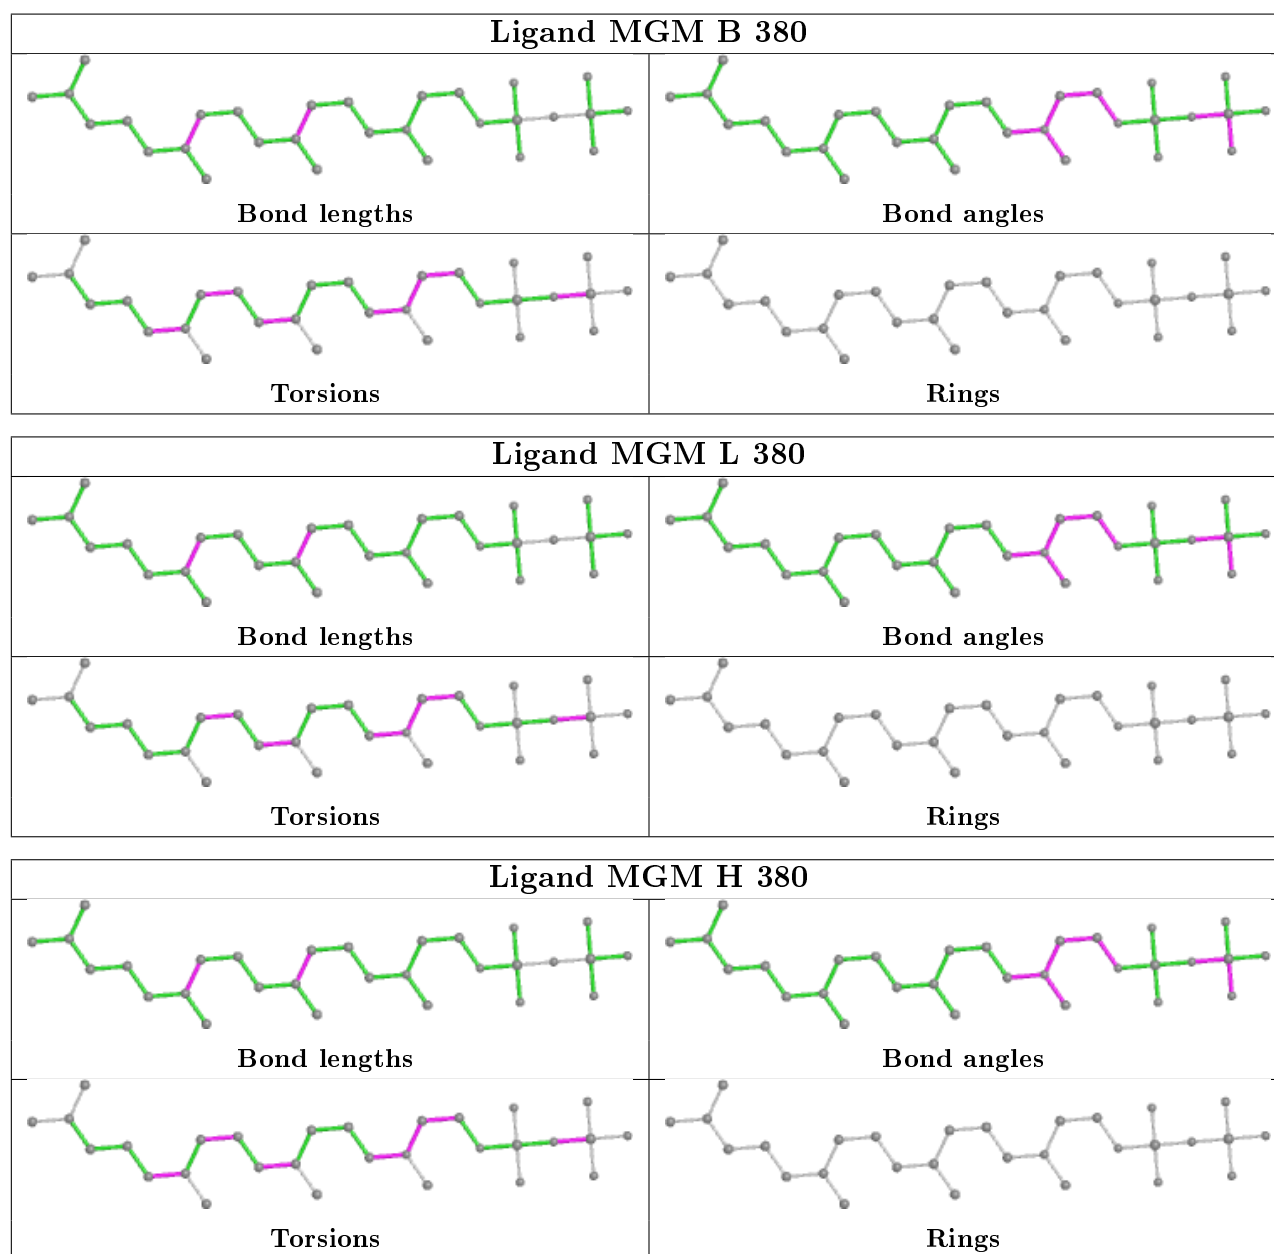 Ligand MGM B 380
Bond lengths
Bond angles
Torsions
Rings
Ligand MGM L 380
Bond lengths
Bond angles
Torsions
Rings
Ligand MGM H 380
Bond lengths
Bond angles
Torsions
Rings